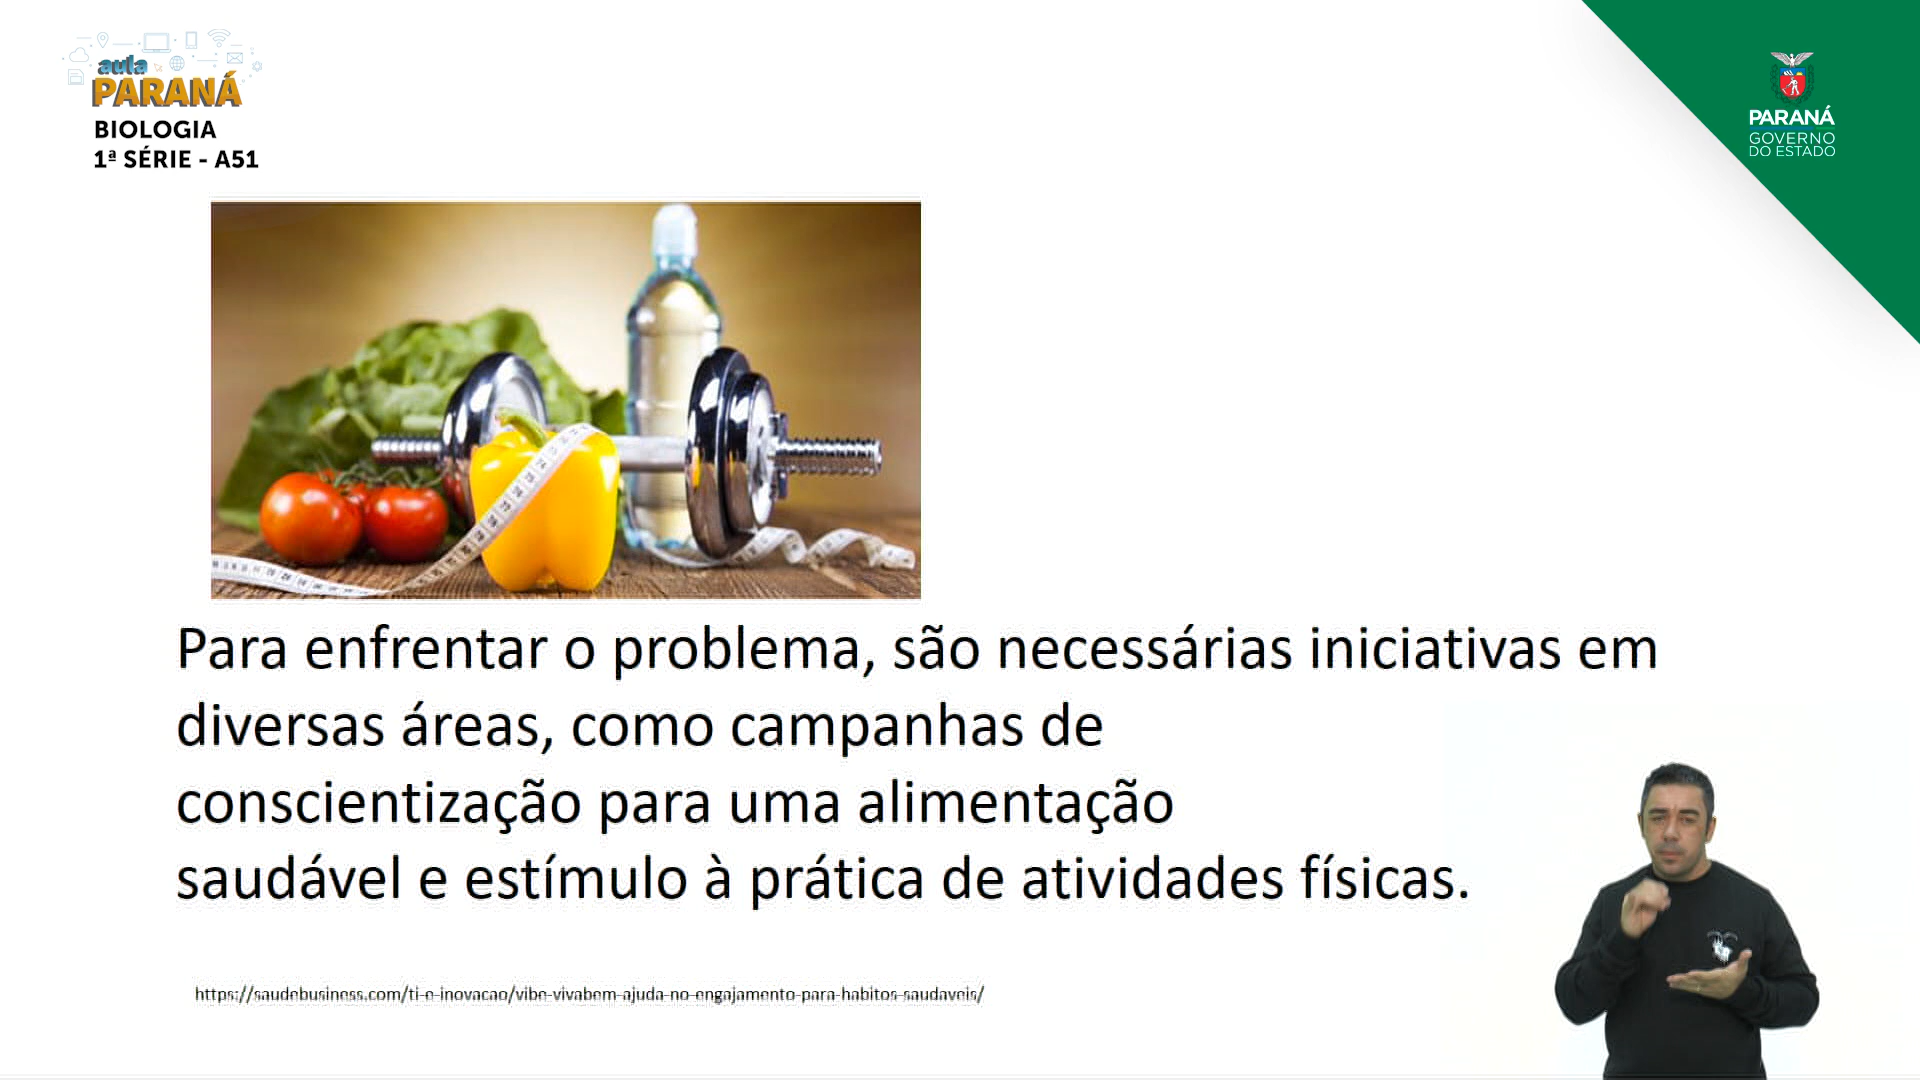 aula
PARANÁ
BIOLOGIA
1ª SÉRIE - A51
PARANÁ
GOVERNO
DO ESTADO
Para enfrentar o problema, são necessárias iniciativas em
diversas áreas, como campanhas de
conscientização para uma alimentação
saudável e estímulo à prática de atividades físicas.
https://saudebusiness.com/ti-e-inovacao/vibe-vivabem-ajuda-no-engajamento-para-habitos-saudaveis/